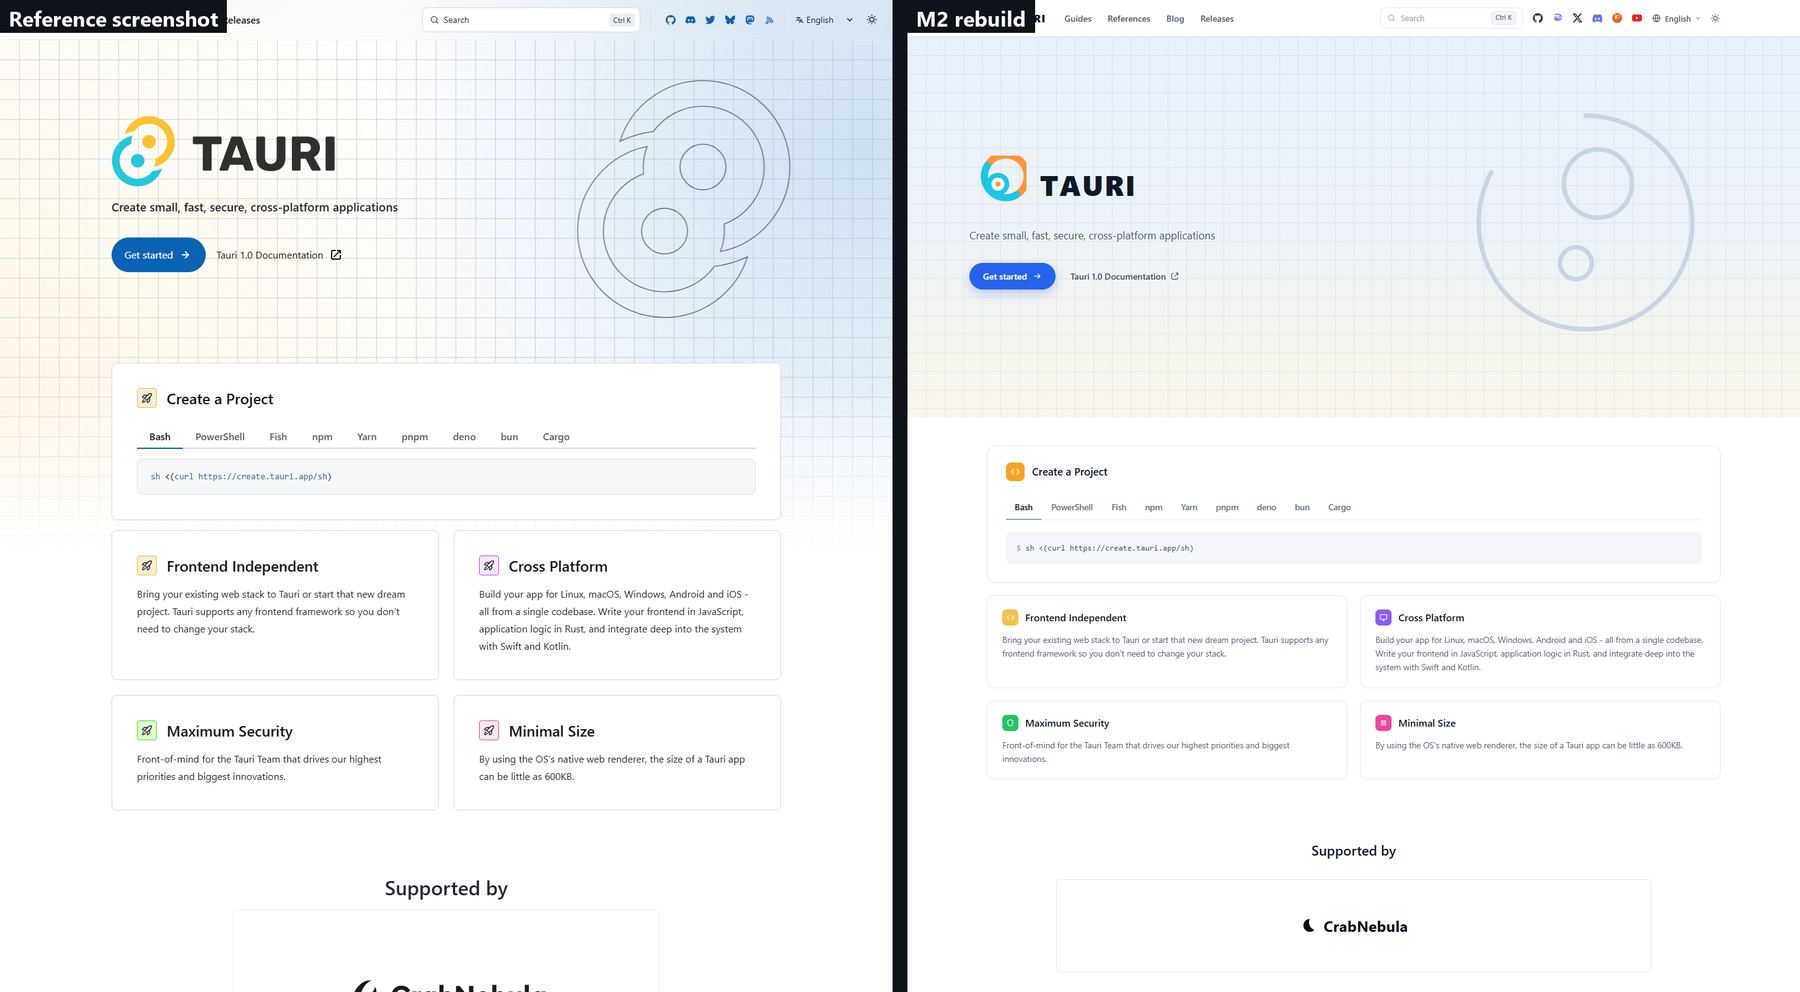 Reference screenshot
Releases
Search
Ctrl K
English
TAURI
Create small, fast, secure, cross-platform applications
Get started
Tauri 1.0 Documentation
Create a Project
Bash PowerShell Fish npm Yarn pnpm deno bun Cargo
sh <(curl https://create.tauri.app/sh)
Frontend Independent
Bring your existing web stack to Tauri or start that new dream
project. Tauri supports any frontend framework so you don't
need to change your stack.
Cross Platform
Build your app for Linux, macOS, Windows, Android and iOS -
all from a single codebase. Write your frontend in JavaScript,
application logic in Rust, and integrate deep into the system
with Swift and Kotlin.
Maximum Security
Front-of-mind for the Tauri Team that drives our highest
priorities and biggest innovations.
Minimal Size
By using the OS's native web renderer, the size of a Tauri app
can be little as 600KB.
Supported by
CrabNebula
M2 rebuild
Guides References Blog Releases
Search
Ctrl K
English
TAURI
Create small, fast, secure, cross-platform applications
Get started
Tauri 1.0 Documentation
Create a Project
Bash PowerShell Fish npm Yarn pnpm deno bun Cargo
$ sh <(curl https://create.tauri.app/sh)
Frontend Independent
Bring your existing web stack to Tauri or start that new dream project. Tauri supports any
frontend framework so you don't need to change your stack.
Cross Platform
Build your app for Linux, macOS, Windows, Android and iOS - all from a single codebase.
Write your frontend in JavaScript, application logic in Rust, and integrate deep into the
system with Swift and Kotlin.
Maximum Security
Front-of-mind for the Tauri Team that drives our highest priorities and biggest
innovations.
Minimal Size
By using the OS's native web renderer, the size of a Tauri app can be little as 600KB.
Supported by
CrabNebula